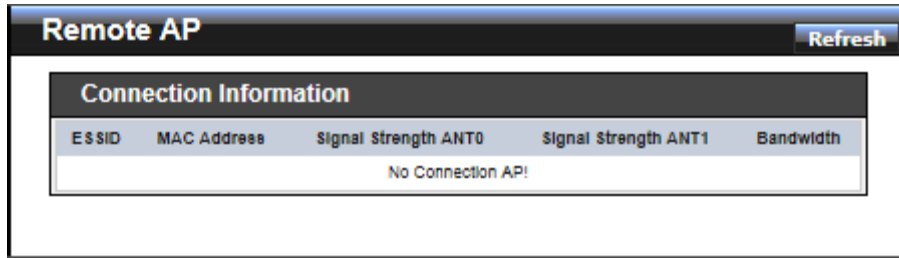 Remote AP
Refresh
Connection Information
ESSID MAC Address Signal Strength ANT0 Signal Strength ANT1 Bandwidth
No Connection AP!